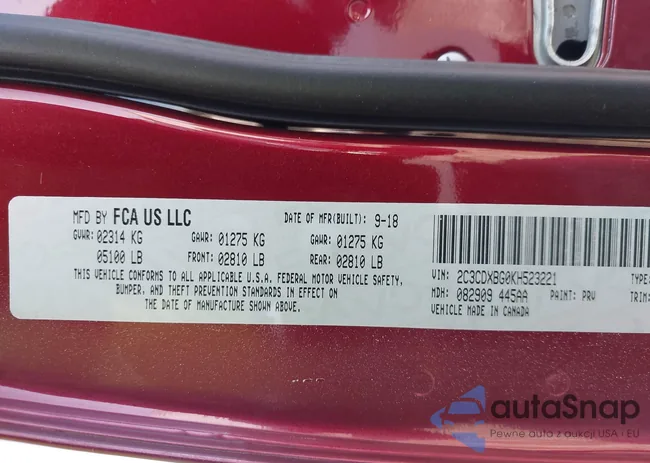 MFD BY FCA US LLC DATE OF MFR(BUILT): 9-18
GVWR: 02314 KG GAWR: 01275 KG GAWR: 01275 KG
05100 LB FRONT: 02810 LB REAR: 02810 LB
THIS VEHICLE CONFORMS TO ALL APPLICABLE U.S.A. FEDERAL MOTOR VEHICLE SAFETY,
BUMPER, AND THEFT PREVENTION STANDARDS IN EFFECT ON
THE DATE OF MANUFACTURE SHOWN ABOVE.
VIN: 2C3CDXBG0KH523221 TYPE:
MDH: 082909 445AA PAINT: PRV TRIM:
VEHICLE MADE IN CANADA
autaSnap
Pewne auta z aukcji USA i EU